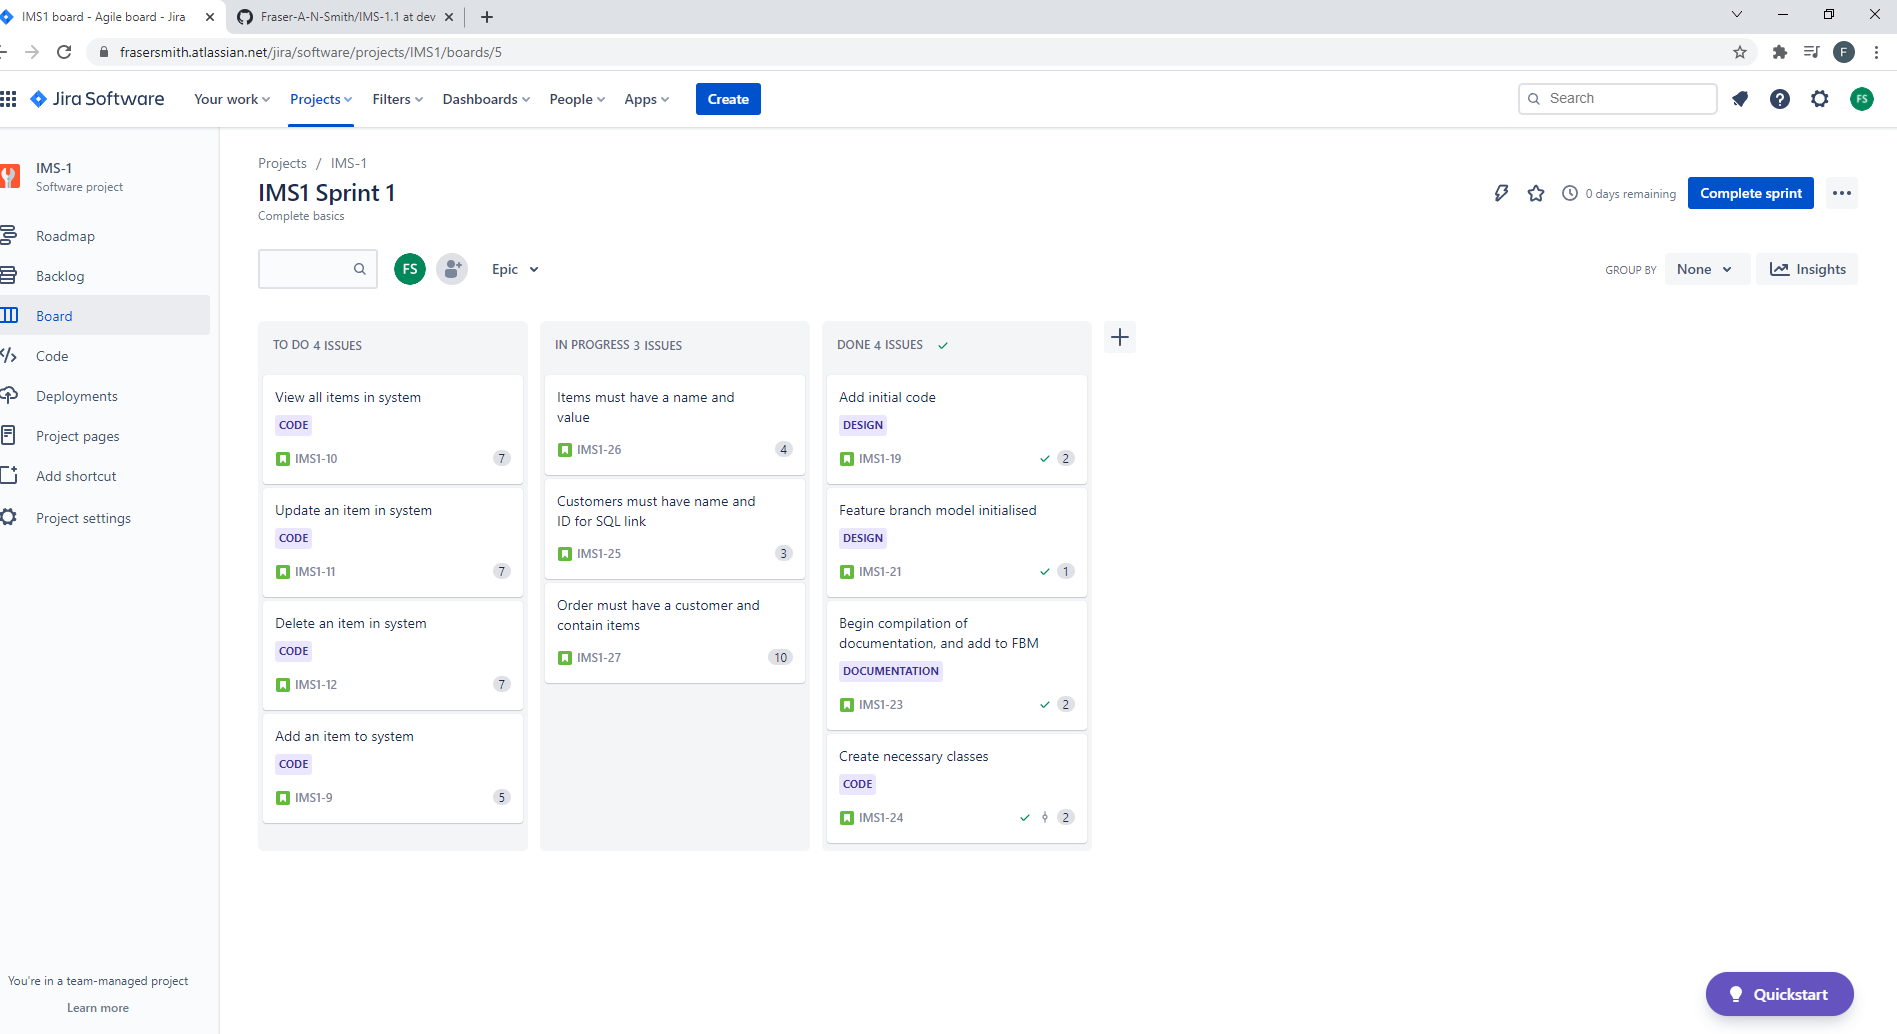 IMS1 board - Agile board - Jira
Fraser-A-N-Smith/IMS-1.1 at dev
frasersmith.atlassian.net/jira/software/projects/IMS1/boards/5
F
Jira Software
Your work
Projects
Filters
Dashboards
People
Apps
Create
Search
FS
IMS-1
Software project
Roadmap
Backlog
Board
Code
Deployments
Project pages
Add shortcut
Project settings
You're in a team-managed project
Learn more
Projects / IMS-1
IMS1 Sprint 1
Complete basics
0 days remaining
Complete sprint
FS
Epic
GROUP BY
None
Insights
TO DO 4 ISSUES
View all items in system
CODE
IMS1-10
7
Update an item in system
CODE
IMS1-11
7
Delete an item in system
CODE
IMS1-12
7
Add an item to system
CODE
IMS1-9
5
IN PROGRESS 3 ISSUES
Items must have a name and
value
IMS1-26
4
Customers must have name and
ID for SQL link
IMS1-25
3
Order must have a customer and
contain items
IMS1-27
10
DONE 4 ISSUES
Add initial code
DESIGN
IMS1-19
2
Feature branch model initialised
DESIGN
IMS1-21
1
Begin compilation of
documentation, and add to FBM
DOCUMENTATION
IMS1-23
2
Create necessary classes
CODE
IMS1-24
2
Quickstart